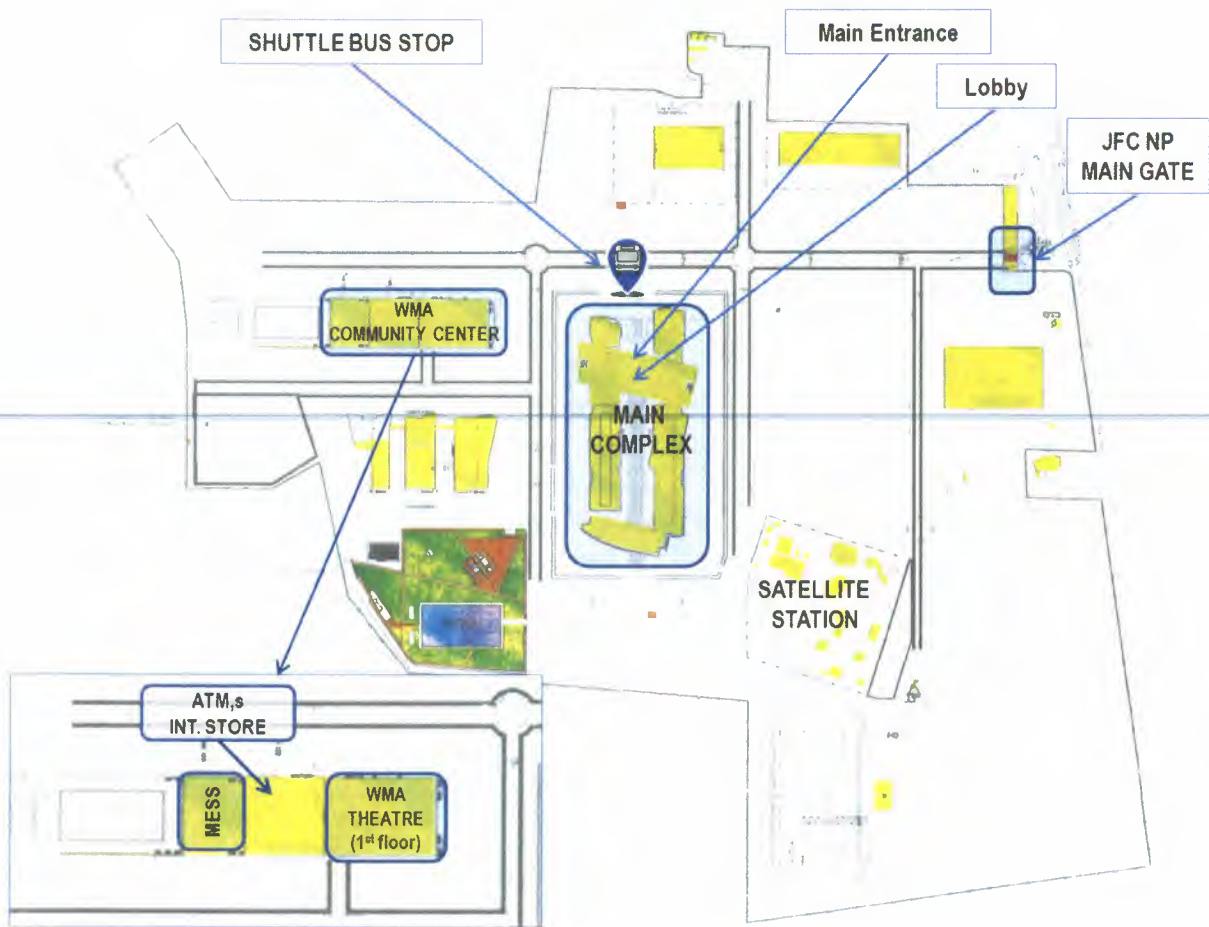 SHUTTLE BUS STOP
Main Entrance
Lobby
JFC NP
MAIN GATE
WMA
COMMUNITY CENTER
MAIN
COMPLEX
SATELLITE
STATION
ATM,s
INT. STORE
MESS
WMA
THEATRE
(1st floor)